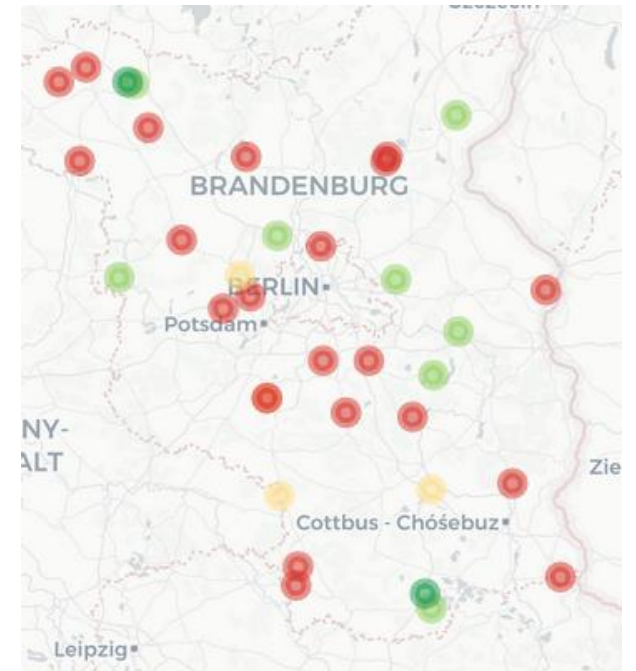 BRANDENBURG
BERLIN
Potsdam
NY-
ALT
Zie
Cottbus - Chóśebuz
Leipzig